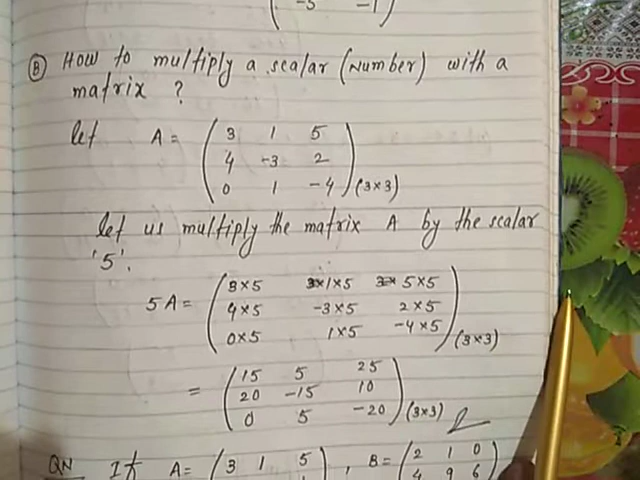 ( -3 -1 )
(B) How to multiply a scalar (Number) with a
matrix ?
let A = ( 3 1 5
4 -3 2
0 1 -4 ) (3×3)
let us multiply the matrix A by the scalar
'5'.
5A = ( 3×5 1×5 5×5
4×5 -3×5 2×5
0×5 1×5 -4×5 ) (3×3)
= ( 15 5 25
20 -15 10
0 5 -20 ) (3×3)
QN If A = ( 3 1 5 ) , B = ( 2 1 0 )
4 9 6